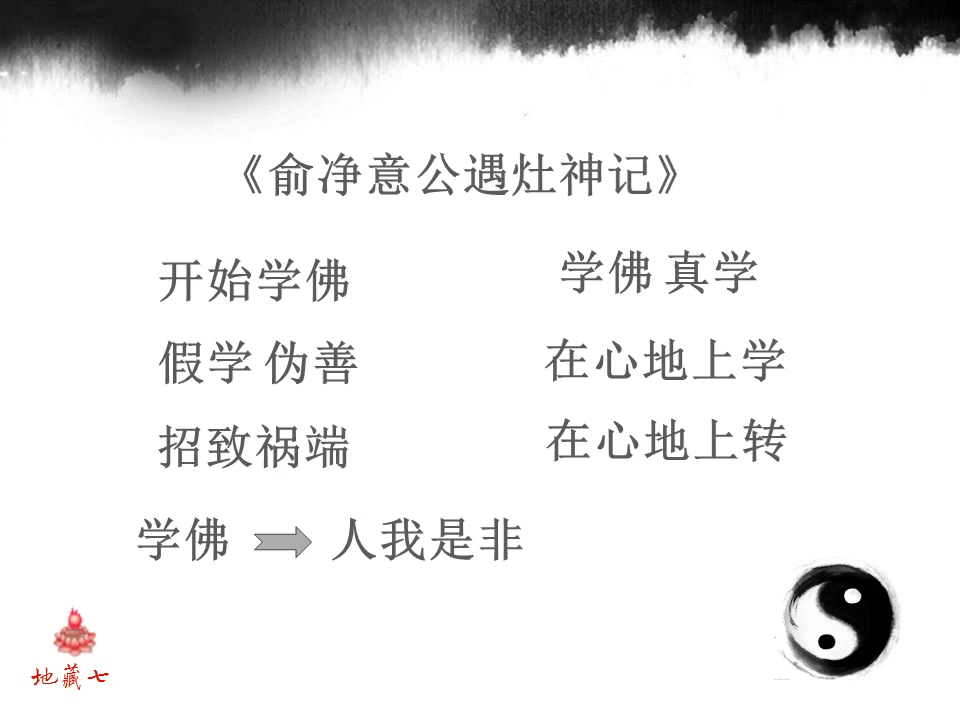 《俞净意公遇灶神记》
开始学佛
假学 伪善
招致祸端
学佛 真学
在心地上学
在心地上转
学佛 人我是非
地藏七